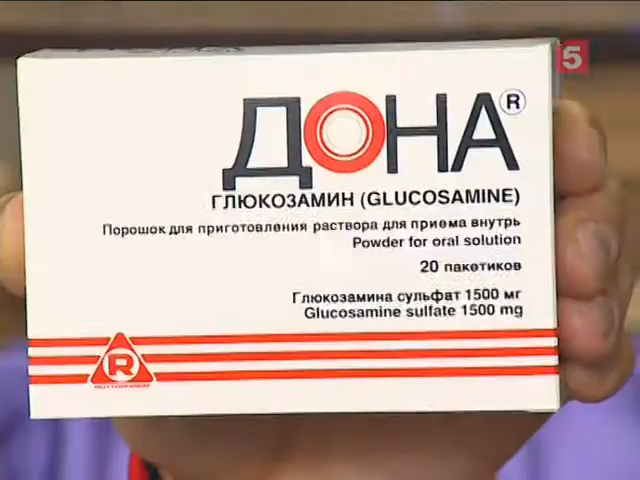 5
ДОНА®
ГЛЮКОЗАМИН (GLUCOSAMINE)
Порошок для приготовления раствора для приема внутрь
Powder for oral solution
20 пакетиков
Глюкозамина сульфат 1500 мг
Glucosamine sulfate 1500 mg
R